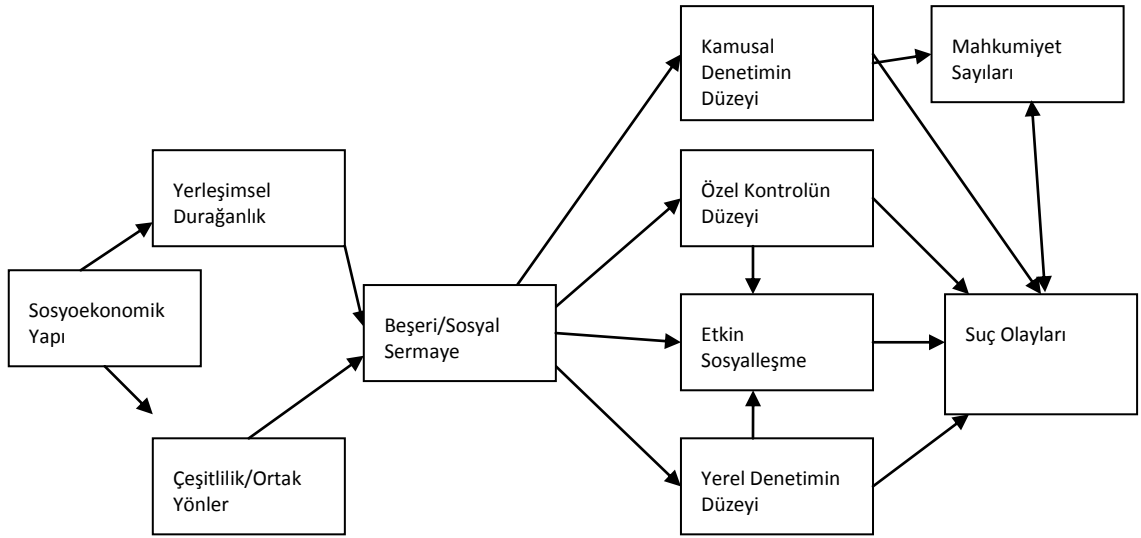 Sosyoekonomik
Yapı
Yerleşimsel
Durağanlık
Çeşitlilik/Ortak
Yönler
Beşeri/Sosyal
Sermaye
Kamusal
Denetimin
Düzeyi
Özel Kontrolün
Düzeyi
Etkin
Sosyalleşme
Yerel Denetimin
Düzeyi
Mahkumiyet
Sayıları
Suç Olayları